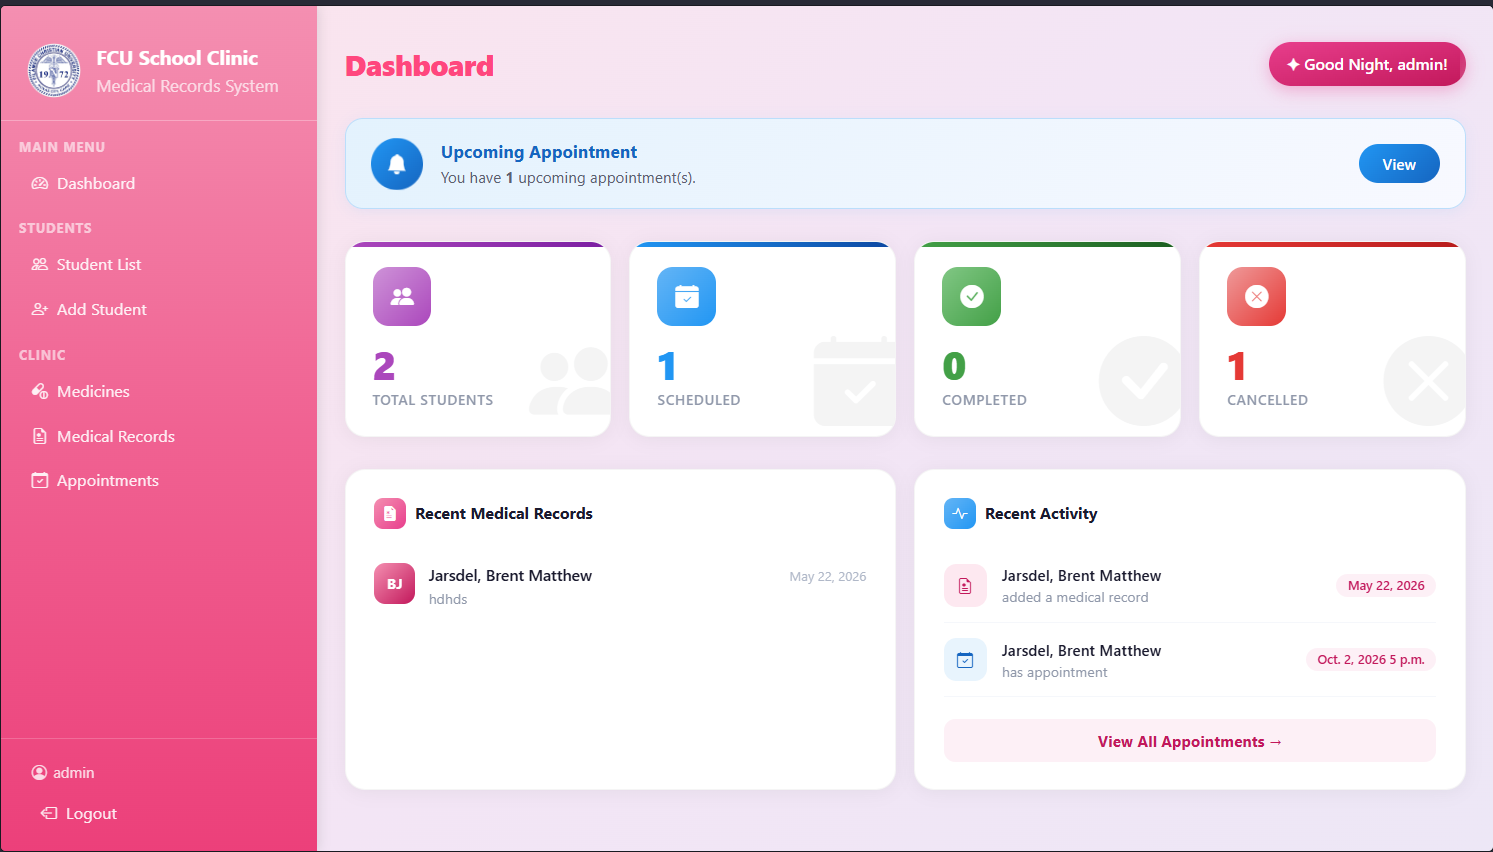 FCU School Clinic
Medical Records System
MAIN MENU
Dashboard
STUDENTS
Student List
Add Student
CLINIC
Medicines
Medical Records
Appointments
admin
Logout
Dashboard
✦ Good Night, admin!
Upcoming Appointment
You have 1 upcoming appointment(s).
View
2
TOTAL STUDENTS
1
SCHEDULED
0
COMPLETED
1
CANCELLED
Recent Medical Records
BJ
Jarsdel, Brent Matthew
May 22, 2026
hdhds
Recent Activity
Jarsdel, Brent Matthew
added a medical record
May 22, 2026
Jarsdel, Brent Matthew
has appointment
Oct. 2, 2026 5 p.m.
View All Appointments →